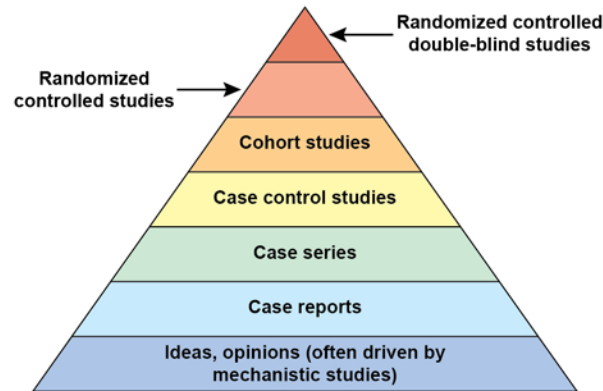 Randomized controlled
double-blind studies
Randomized
controlled studies
Cohort studies
Case control studies
Case series
Case reports
Ideas, opinions (often driven by
mechanistic studies)